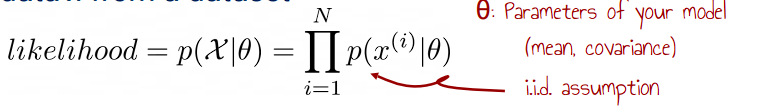 θ: Parameters of your model
likelihood = p(𝒳|θ) = ∏_{i=1}^{N} p(x^{(i)}|θ)
(mean, covariance)
i.i.d. assumption